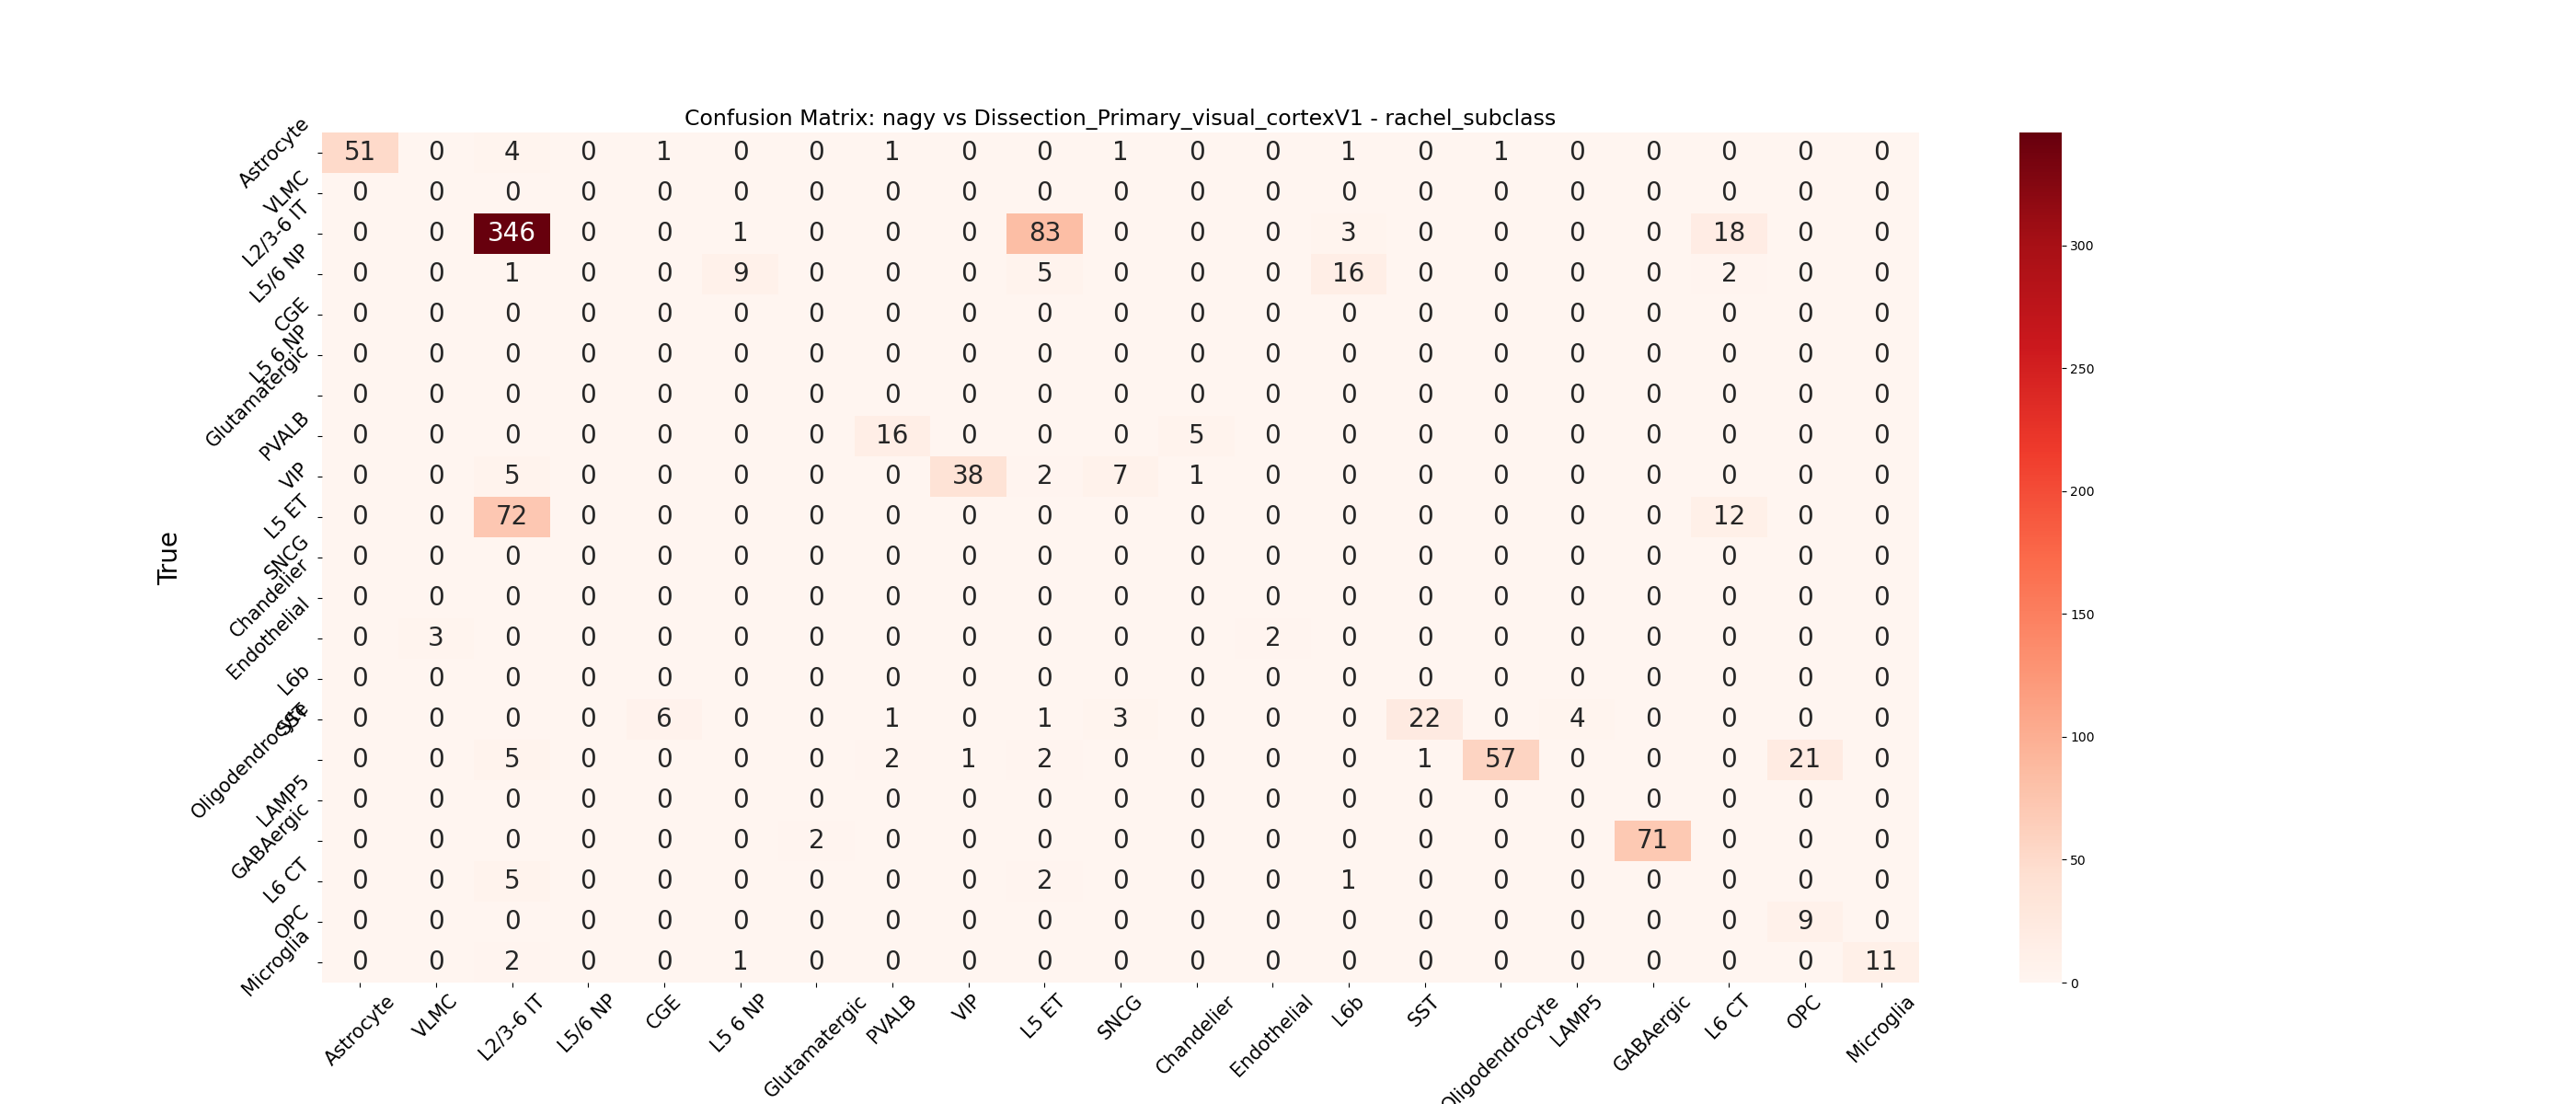 Confusion Matrix: nagy vs Dissection_Primary_visual_cortexV1 - rachel_subclass
Astrocyte 51 0 4 0 1 0 0 1 0 0 1 0 0 1 0 1 0 0 0 0 0
VLMC 0 0 0 0 0 0 0 0 0 0 0 0 0 0 0 0 0 0 0 0 0
L2/3-6 IT 0 0 346 0 0 1 0 0 0 83 0 0 0 3 0 0 0 0 18 0 0
L5/6 NP 0 0 1 0 0 9 0 0 0 5 0 0 0 16 0 0 0 0 2 0 0
CGE 0 0 0 0 0 0 0 0 0 0 0 0 0 0 0 0 0 0 0 0 0
L5 6 NP 0 0 0 0 0 0 0 0 0 0 0 0 0 0 0 0 0 0 0 0 0
Glutamatergic 0 0 0 0 0 0 0 0 0 0 0 0 0 0 0 0 0 0 0 0 0
PVALB 0 0 0 0 0 0 0 16 0 0 0 5 0 0 0 0 0 0 0 0 0
VIP 0 0 5 0 0 0 0 0 38 2 7 1 0 0 0 0 0 0 0 0 0
L5 ET 0 0 72 0 0 0 0 0 0 0 0 0 0 0 0 0 0 0 12 0 0
SNCG 0 0 0 0 0 0 0 0 0 0 0 0 0 0 0 0 0 0 0 0 0
Chandelier 0 0 0 0 0 0 0 0 0 0 0 0 0 0 0 0 0 0 0 0 0
Endothelial 0 3 0 0 0 0 0 0 0 0 0 0 2 0 0 0 0 0 0 0 0
L6b 0 0 0 0 0 0 0 0 0 0 0 0 0 0 0 0 0 0 0 0 0
SST 0 0 0 0 6 0 0 1 0 1 3 0 0 0 22 0 4 0 0 0 0
Oligodendrocyte 0 0 5 0 0 0 0 2 1 2 0 0 0 0 1 57 0 0 0 21 0
LAMP5 0 0 0 0 0 0 0 0 0 0 0 0 0 0 0 0 0 0 0 0 0
GABAergic 0 0 0 0 0 0 2 0 0 0 0 0 0 0 0 0 0 71 0 0 0
L6 CT 0 0 5 0 0 0 0 0 0 2 0 0 0 1 0 0 0 0 0 0 0
OPC 0 0 0 0 0 0 0 0 0 0 0 0 0 0 0 0 0 0 0 9 0
Microglia 0 0 2 0 0 1 0 0 0 0 0 0 0 0 0 0 0 0 0 0 11
True
Astrocyte VLMC L2/3-6 IT L5/6 NP CGE L5 6 NP Glutamatergic PVALB VIP L5 ET SNCG Chandelier Endothelial L6b SST Oligodendrocyte LAMP5 GABAergic L6 CT OPC Microglia
300
250
200
150
100
50
0